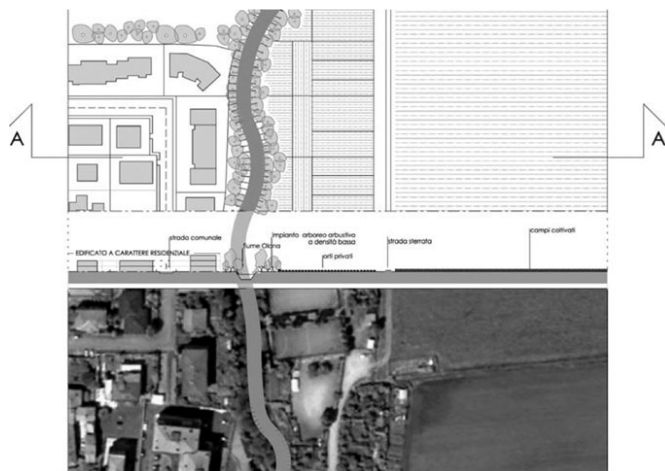 A
A
strada comunale
impianto arboreo arbustivo
a densità bassa
campi coltivati
EDIFICATO A CARATTERE RESIDENZIALE
fiume Olona
orti privati
strada sterrata